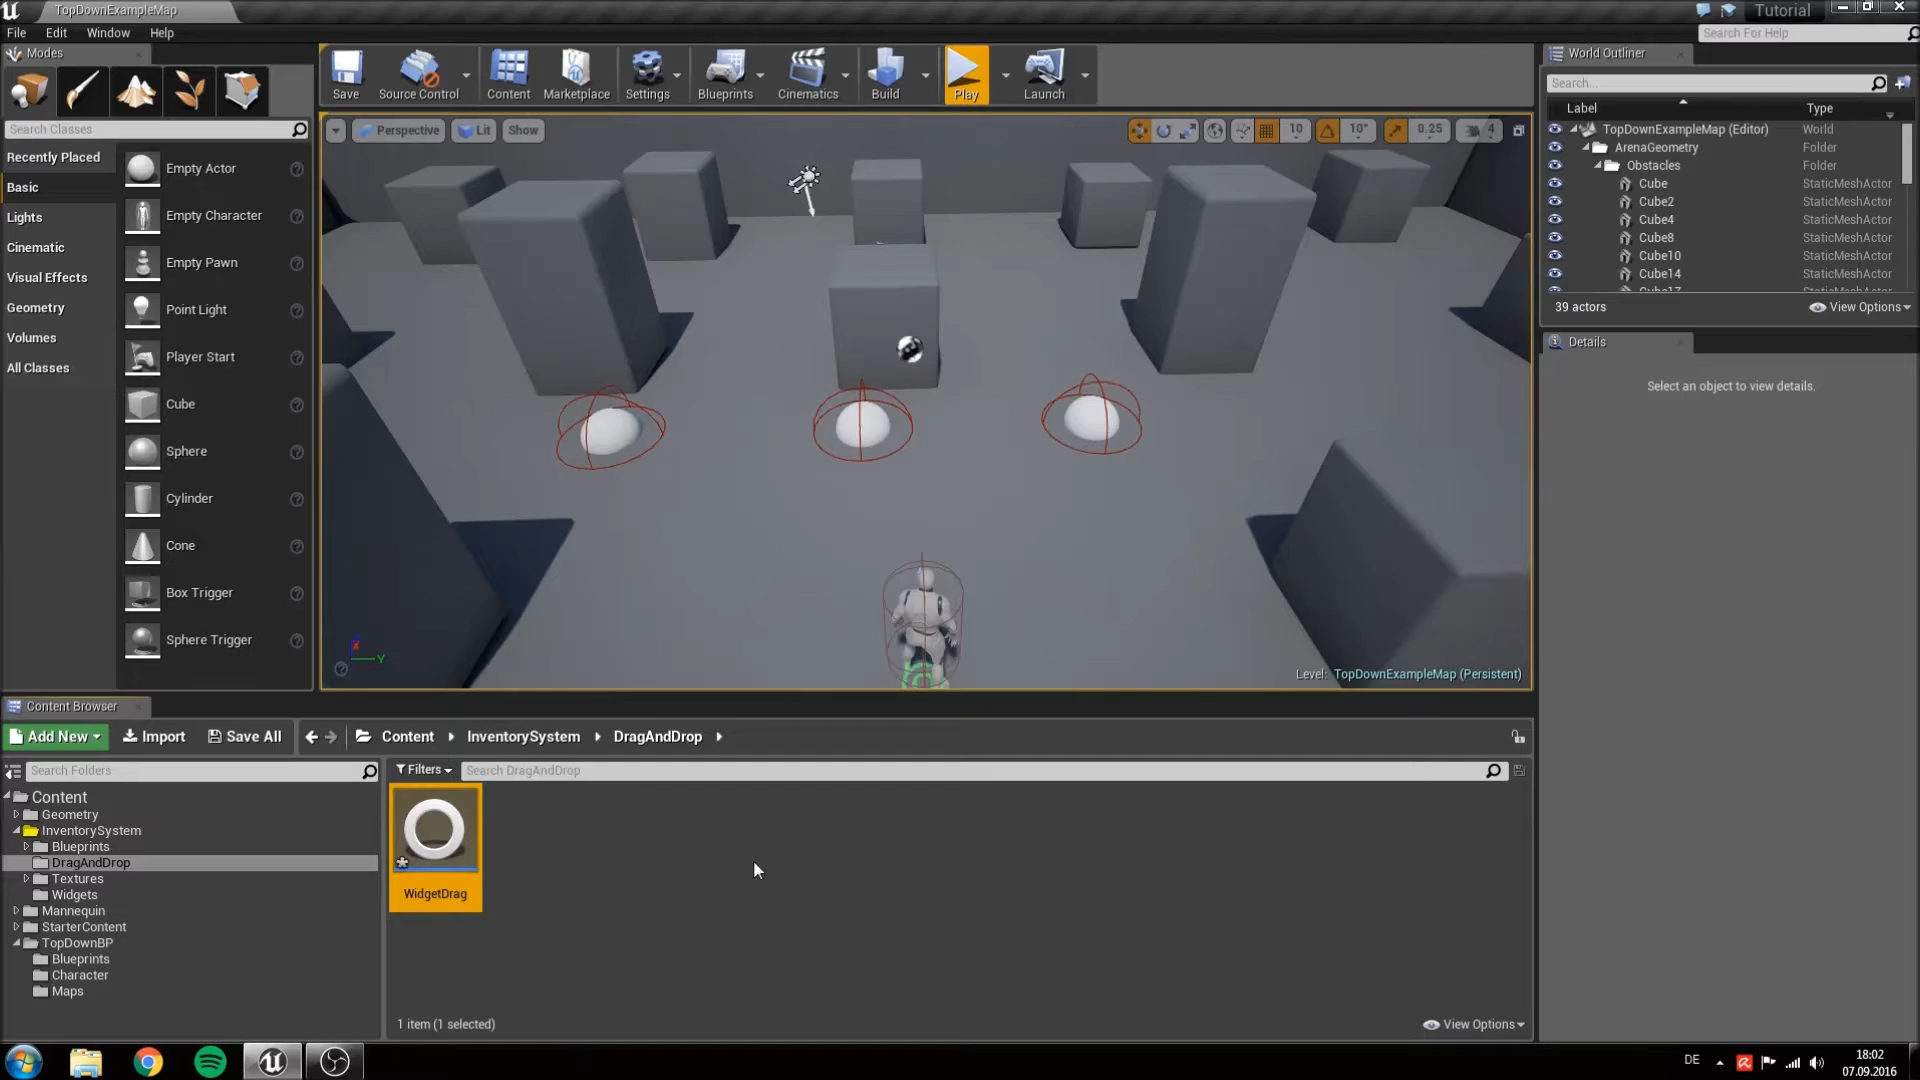 TopDownExampleMap
Tutorial
File Edit Window Help
Search For Help
Modes
Search Classes
Recently Placed
Basic
Lights
Cinematic
Visual Effects
Geometry
Volumes
All Classes
Empty Actor
Empty Character
Empty Pawn
Point Light
Player Start
Cube
Sphere
Cylinder
Cone
Box Trigger
Sphere Trigger
Save Source Control Content Marketplace Settings Blueprints Cinematics Build Play Launch
Perspective Lit Show
10 10° 0.25 4
X
Y
Level: TopDownExampleMap (Persistent)
World Outliner
Search...
Label Type
TopDownExampleMap (Editor) World
ArenaGeometry Folder
Obstacles Folder
Cube StaticMeshActor
Cube2 StaticMeshActor
Cube4 StaticMeshActor
Cube8 StaticMeshActor
Cube10 StaticMeshActor
Cube14 StaticMeshActor
Cube17 StaticMeshActor
39 actors View Options
Details
Select an object to view details.
Content Browser
Add New Import Save All Content InventorySystem DragAndDrop
Search Folders
Filters Search DragAndDrop
Content
Geometry
InventorySystem
Blueprints
DragAndDrop
Textures
Widgets
Mannequin
StarterContent
TopDownBP
Blueprints
Character
Maps
WidgetDrag
1 item (1 selected) View Options
DE 18:02
07.09.2016